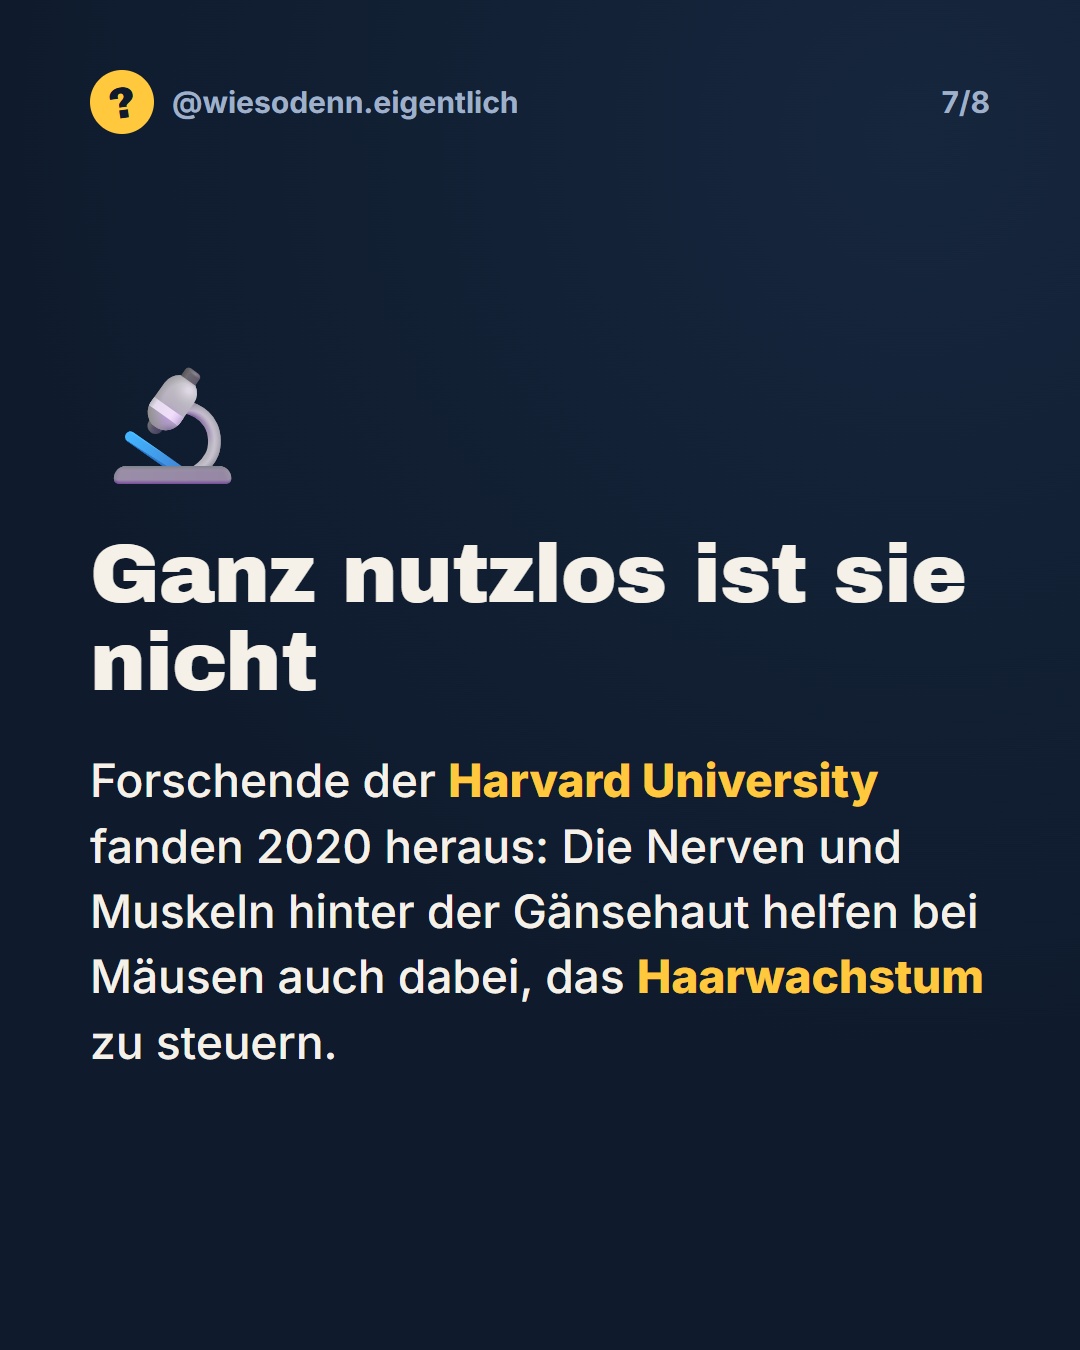 ?
@wiesodenn.eigentlich
7/8
Ganz nutzlos ist sie
nicht
Forschende der Harvard University
fanden 2020 heraus: Die Nerven und
Muskeln hinter der Gänsehaut helfen bei
Mäusen auch dabei, das Haarwachstum
zu steuern.